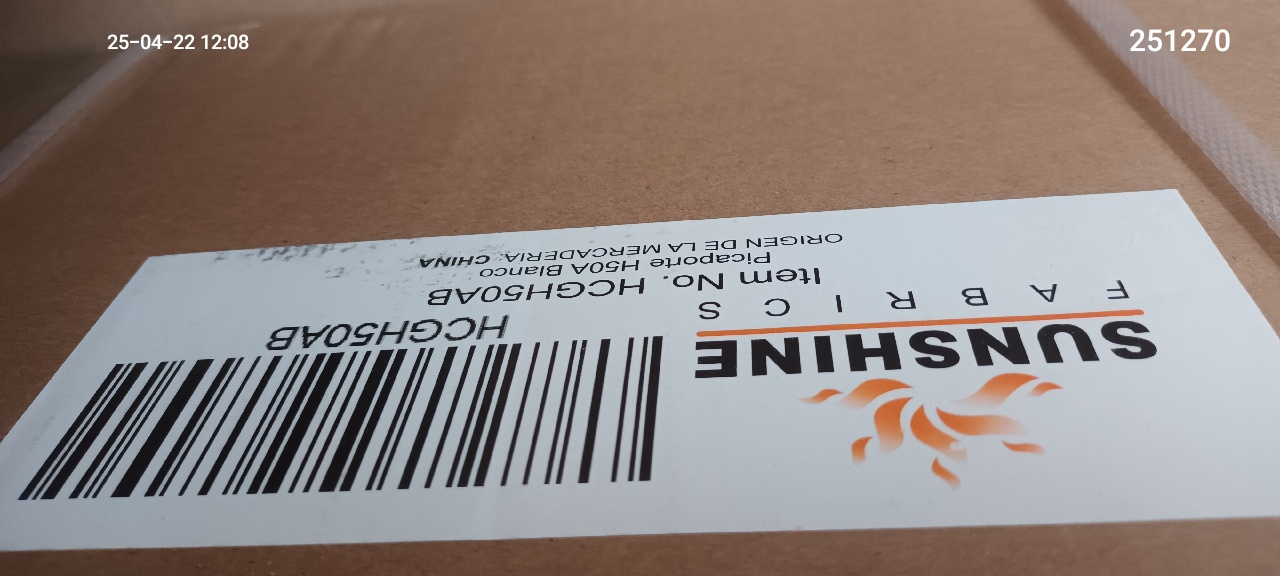 25-04-22 12:08
251270
SUNSHINE
FABRICS
HCGH50AB
Item No. HCGH50AB
Picaporte H50A Blanco
ORIGEN DE LA MERCADERIA: CHINA